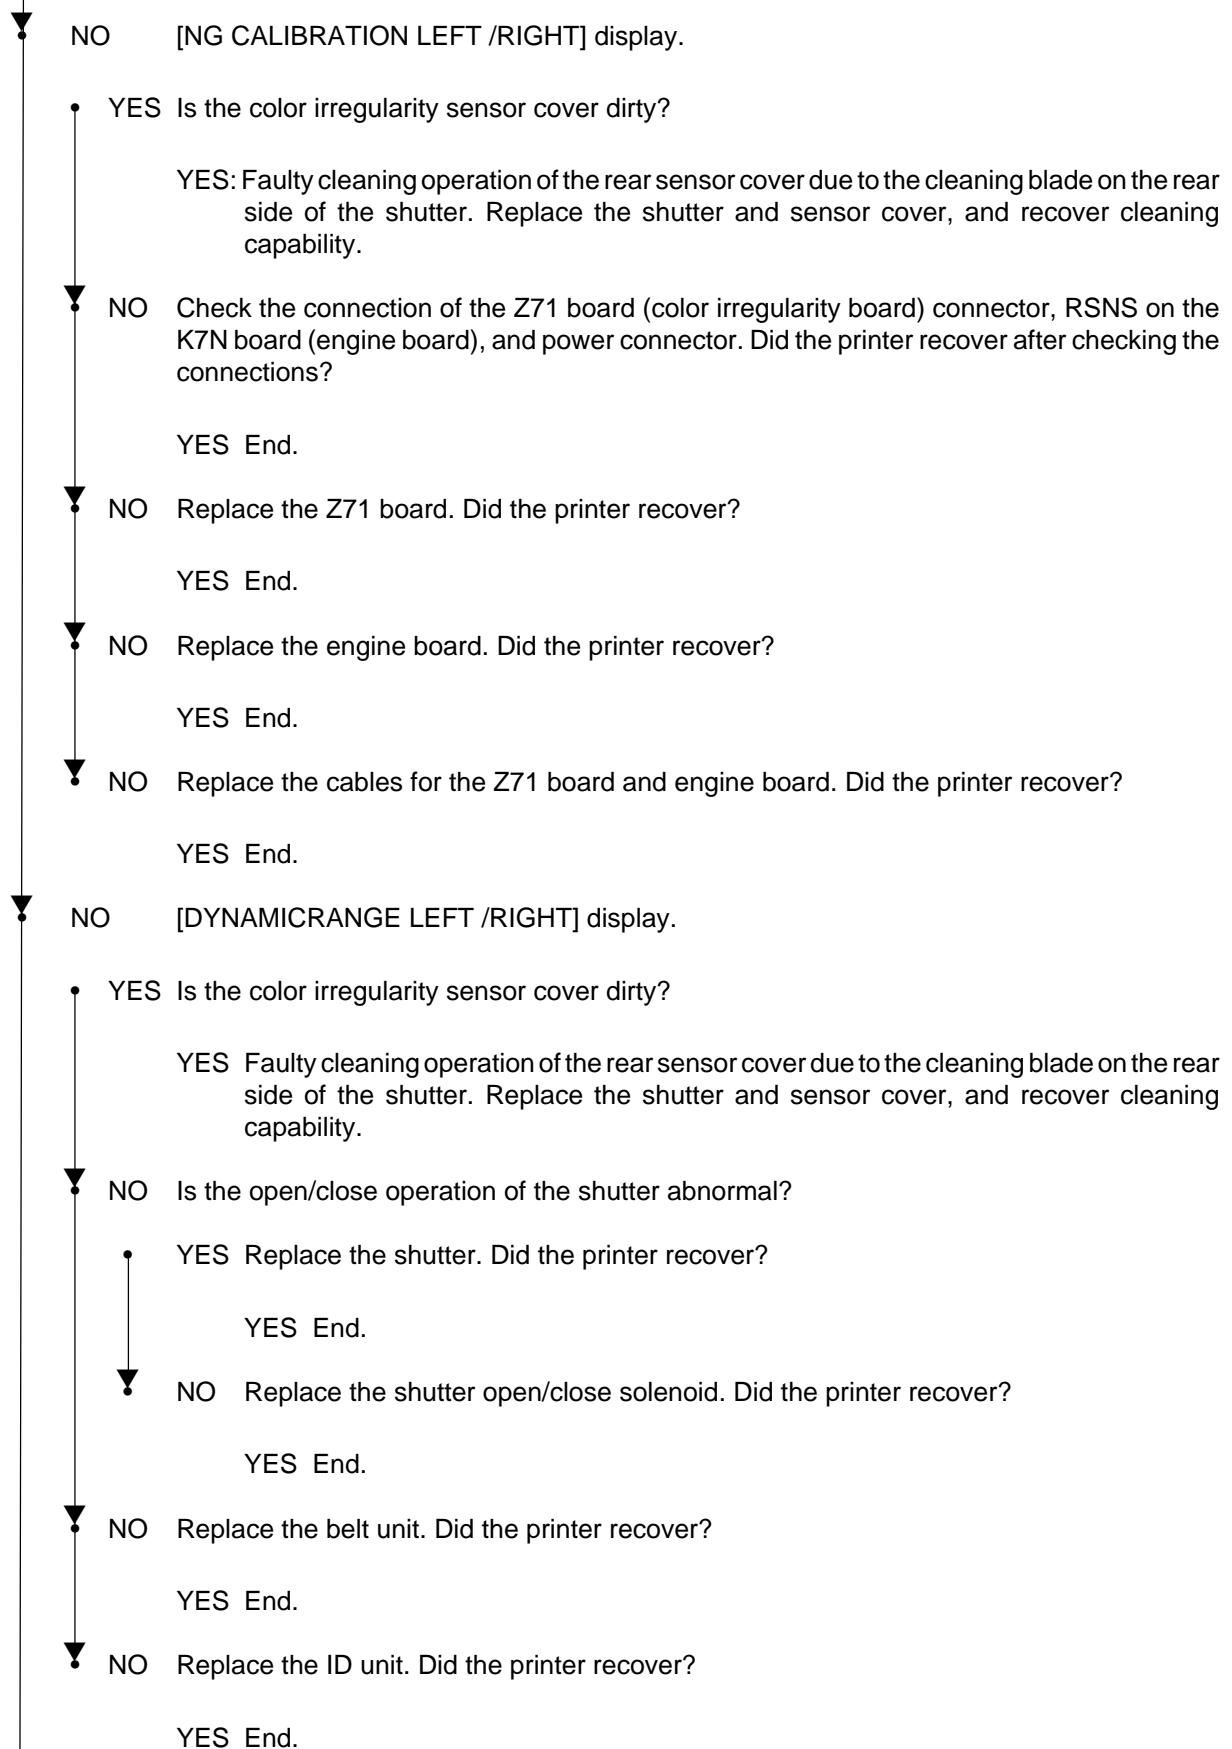 NO [NG CALIBRATION LEFT /RIGHT] display.
YES Is the color irregularity sensor cover dirty?
YES: Faulty cleaning operation of the rear sensor cover due to the cleaning blade on the rear
side of the shutter. Replace the shutter and sensor cover, and recover cleaning
capability.
NO Check the connection of the Z71 board (color irregularity board) connector, RSNS on the
K7N board (engine board), and power connector. Did the printer recover after checking the
connections?
YES End.
NO Replace the Z71 board. Did the printer recover?
YES End.
NO Replace the engine board. Did the printer recover?
YES End.
NO Replace the cables for the Z71 board and engine board. Did the printer recover?
YES End.
NO [DYNAMICRANGE LEFT /RIGHT] display.
YES Is the color irregularity sensor cover dirty?
YES Faulty cleaning operation of the rear sensor cover due to the cleaning blade on the rear
side of the shutter. Replace the shutter and sensor cover, and recover cleaning
capability.
NO Is the open/close operation of the shutter abnormal?
YES Replace the shutter. Did the printer recover?
YES End.
NO Replace the shutter open/close solenoid. Did the printer recover?
YES End.
NO Replace the belt unit. Did the printer recover?
YES End.
NO Replace the ID unit. Did the printer recover?
YES End.